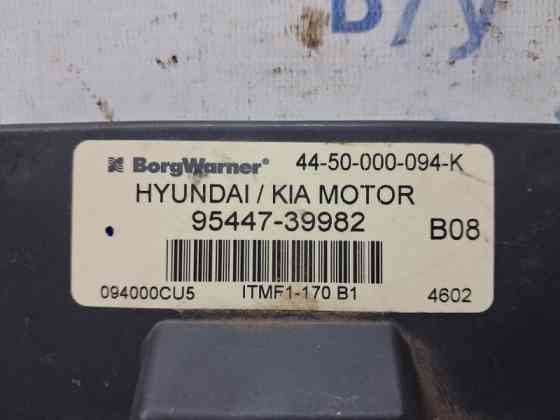 Б/у
BorgWarner® 44-50-000-094-K
HYUNDAI / KIA MOTOR
95447-39982 B08
094000CU5 ITMF1-170 B1 4602